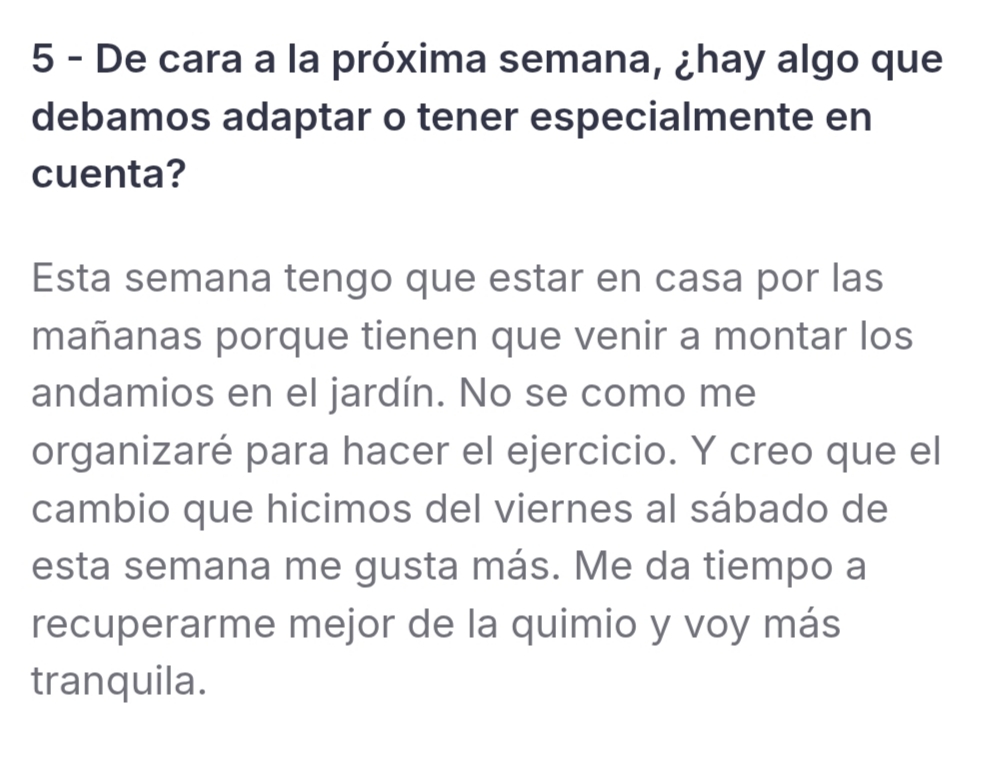 5 - De cara a la próxima semana, ¿hay algo que
debamos adaptar o tener especialmente en
cuenta?
Esta semana tengo que estar en casa por las
mañanas porque tienen que venir a montar los
andamios en el jardín. No se como me
organizaré para hacer el ejercicio. Y creo que el
cambio que hicimos del viernes al sábado de
esta semana me gusta más. Me da tiempo a
recuperarme mejor de la quimio y voy más
tranquila.